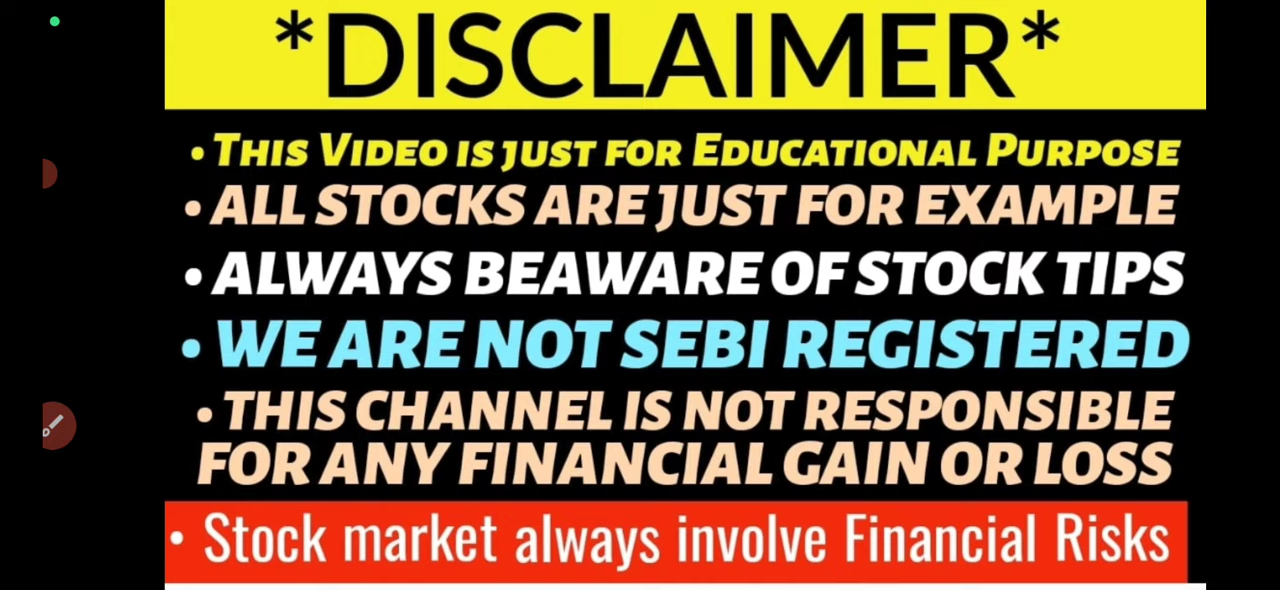 *DISCLAIMER*
• THIS VIDEO IS JUST FOR EDUCATIONAL PURPOSE
• ALL STOCKS ARE JUST FOR EXAMPLE
• ALWAYS BEAWARE OF STOCK TIPS
• WE ARE NOT SEBI REGISTERED
• THIS CHANNEL IS NOT RESPONSIBLE
FOR ANY FINANCIAL GAIN OR LOSS
• Stock market always involve Financial Risks